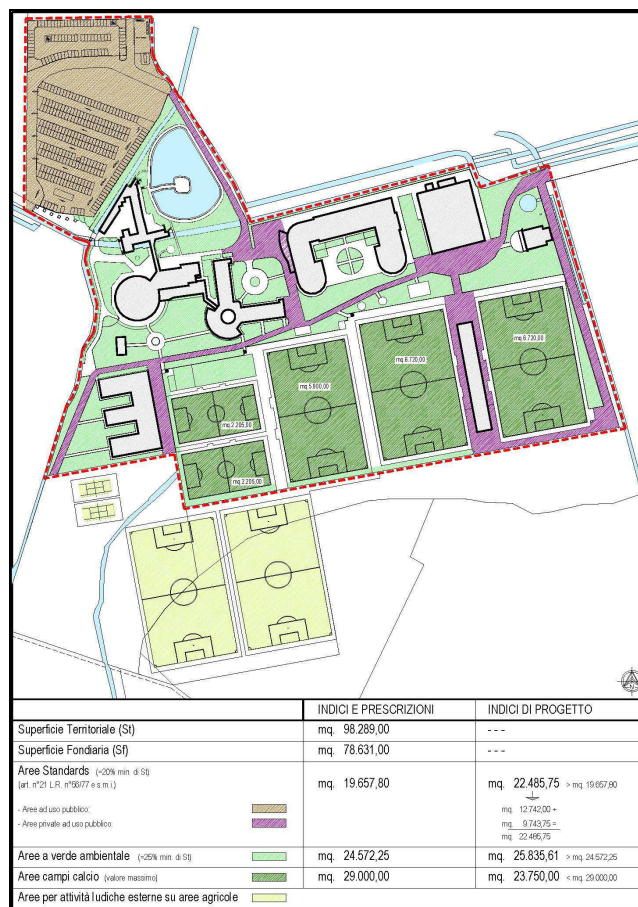 mq. 6.720,00
mq. 6.720,00
mq. 5.900,00
mq. 2.205,00
mq. 2.205,00
INDICI E PRESCRIZIONI INDICI DI PROGETTO
Superficie Territoriale (St) mq. 98.289,00 ---
Superficie Fondiaria (Sf) mq. 78.631,00 ---
Aree Standards (=20% min. di St)
(art. n°21 L.R. n°56/77 e s.m.i.) mq. 19.657,80 mq. 22.485,75 > mq. 19.657,80
- Aree ad uso pubblico: mq. 12.742,00 +
- Aree private ad uso pubblico: mq. 9.743,75 =
mq. 22.485,75
Aree a verde ambientale (=25% min. di St) mq. 24.572,25 mq. 25.835,61 > mq. 24.572,25
Aree campi calcio (valore massimo) mq. 29.000,00 mq. 23.750,00 < mq. 29.000,00
Aree per attività ludiche esterne su aree agricole